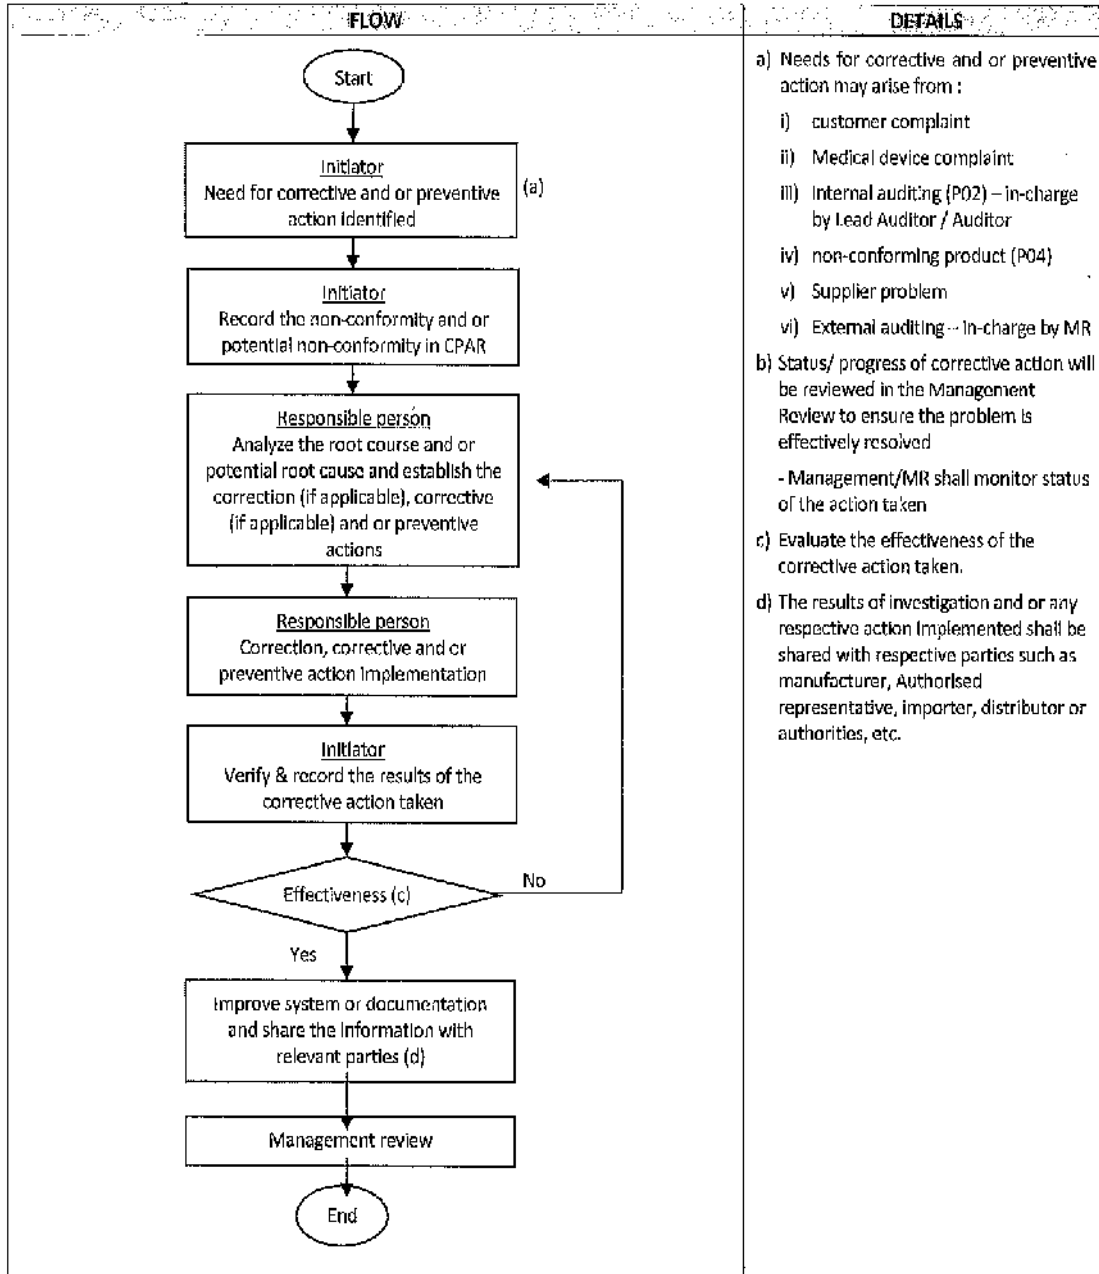 FLOW
Start
Initiator
Need for corrective and or preventive
action identified
(a)
Initiator
Record the non-conformity and or
potential non-conformity in CPAR
Responsible person
Analyze the root course and or
potential root cause and establish the
correction (if applicable), corrective
(if applicable) and or preventive
actions
Responsible person
Correction, corrective and or
preventive action implementation
Initiator
Verify & record the results of the
corrective action taken
Effectiveness (c)
No
Yes
Improve system or documentation
and share the information with
relevant parties (d)
Management review
End
DETAILS
a) Needs for corrective and or preventive
action may arise from :
i) customer complaint
ii) Medical device complaint
iii) Internal auditing (P02) – in-charge
by Lead Auditor / Auditor
iv) non-conforming product (P04)
v) Supplier problem
vi) External auditing – in-charge by MR
b) Status/ progress of corrective action will
be reviewed in the Management
Review to ensure the problem is
effectively resolved
- Management/MR shall monitor status
of the action taken
c) Evaluate the effectiveness of the
corrective action taken.
d) The results of investigation and or any
respective action implemented shall be
shared with respective parties such as
manufacturer, Authorised
representative, importer, distributor or
authorities, etc.